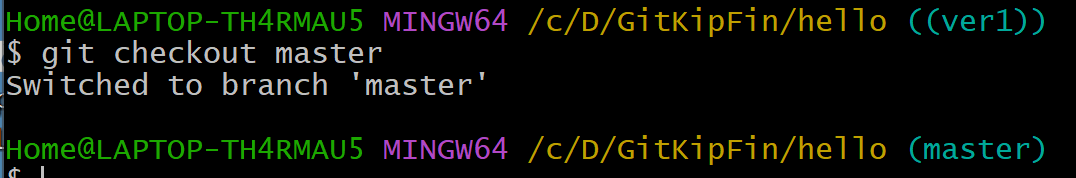 Home@LAPTOP-TH4RMAU5 MINGW64 /c/D/GitKipFin/hello ((ver1))
$ git checkout master
Switched to branch 'master'
Home@LAPTOP-TH4RMAU5 MINGW64 /c/D/GitKipFin/hello (master)
$